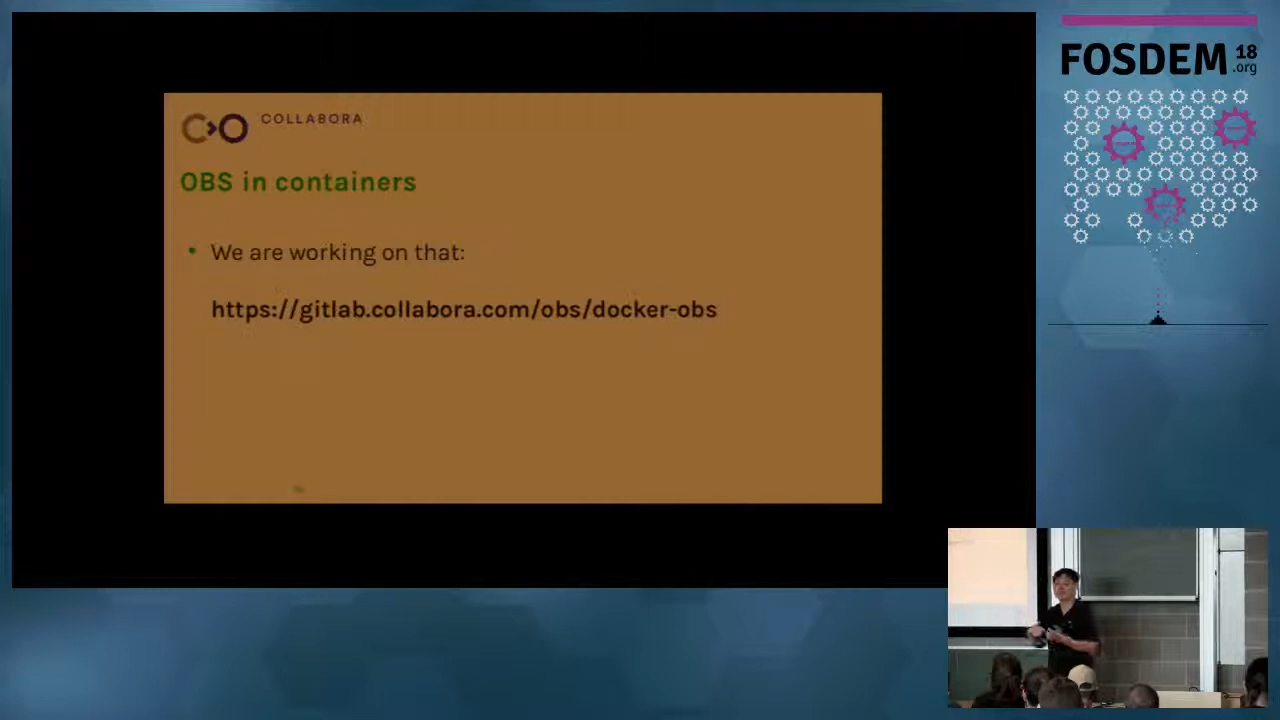 COLLABORA
OBS in containers
We are working on that:
https://gitlab.collabora.com/obs/docker-obs
FOSDEM 18
.org